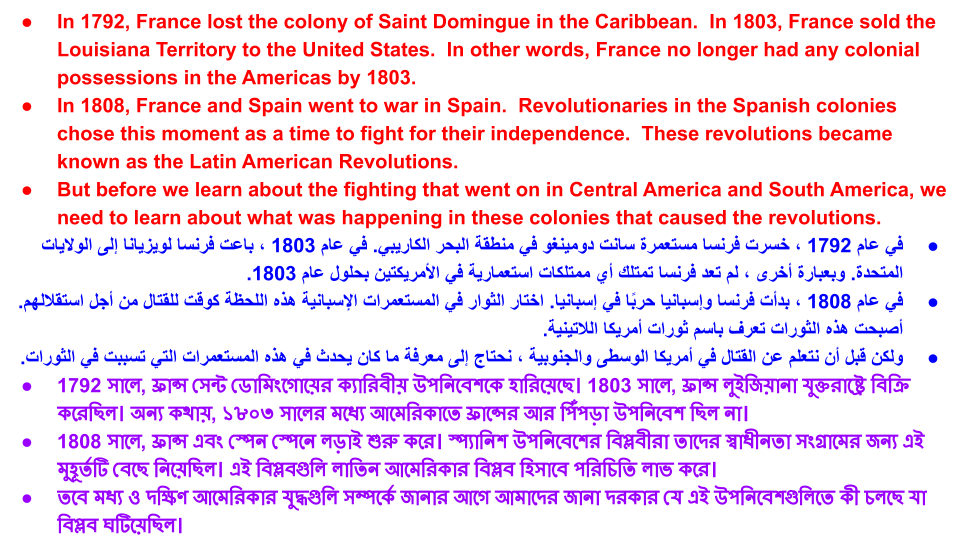 ● In 1792, France lost the colony of Saint Domingue in the Caribbean.  In 1803, France sold the
Louisiana Territory to the United States.  In other words, France no longer had any colonial
possessions in the Americas by 1803.
● In 1808, France and Spain went to war in Spain.  Revolutionaries in the Spanish colonies
chose this moment as a time to fight for their independence.  These revolutions became
known as the Latin American Revolutions.
● But before we learn about the fighting that went on in Central America and South America, we
need to learn about what was happening in these colonies that caused the revolutions.
● في عام 1792 ، خسرت فرنسا مستعمرة سانت دومينغو في منطقة البحر الكاريبي. في عام 1803 ، باعت فرنسا لويزيانا إلى الولايات
المتحدة. وبعبارة أخرى ، لم تعد فرنسا تمتلك أي ممتلكات استعمارية في الأمريكتين بحلول عام 1803.
● في عام 1808 ، بدأت فرنسا وإسبانيا حربًا في إسبانيا. اختار الثوار في المستعمرات الإسبانية هذه اللحظة كوقت للقتال من أجل استقلالهم.
أصبحت هذه الثورات تعرف باسم ثورات أمريكا اللاتينية.
● ولكن قبل أن نتعلم عن القتال في أمريكا الوسطى والجنوبية ، نحتاج إلى معرفة ما كان يحدث في هذه المستعمرات التي تسببت في الثورات.
● 1792 সালে, ফ্রান্স সেন্ট ডোমিংগোয়ের ক্যারিবীয় উপনিবেশকে হারিয়েছে। 1803 সালে, ফ্রান্স লুইজিয়ানা যুক্তরাষ্ট্রে বিক্রি
করেছিল। অন্য কথায়, ১৮০৩ সালের মধ্যে আমেরিকাতে ফ্রান্সের আর পিঁপড়া উপনিবেশ ছিল না।
● 1808 সালে, ফ্রান্স এবং স্পেন স্পেনে লড়াই শুরু করে। স্প্যানিশ উপনিবেশের বিপ্লবীরা তাদের স্বাধীনতা সংগ্রামের জন্য এই
মুহূর্তটি বেছে নিয়েছিল। এই বিপ্লবগুলি লাতিন আমেরিকার বিপ্লব হিসাবে পরিচিতি লাভ করে।
● তবে মধ্য ও দক্ষিণ আমেরিকার যুদ্ধগুলি সম্পর্কে জানার আগে আমাদের জানা দরকার যে এই উপনিবেশগুলিতে কী চলছে যা
বিপ্লব ঘটিয়েছিল।